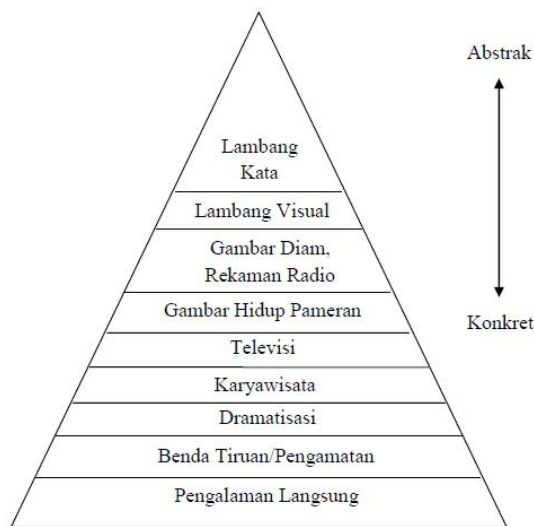 Abstrak
Lambang
Kata
Lambang Visual
Gambar Diam,
Rekaman Radio
Gambar Hidup Pameran
Konkret
Televisi
Karyawisata
Dramatisasi
Benda Tiruan/Pengamatan
Pengalaman Langsung